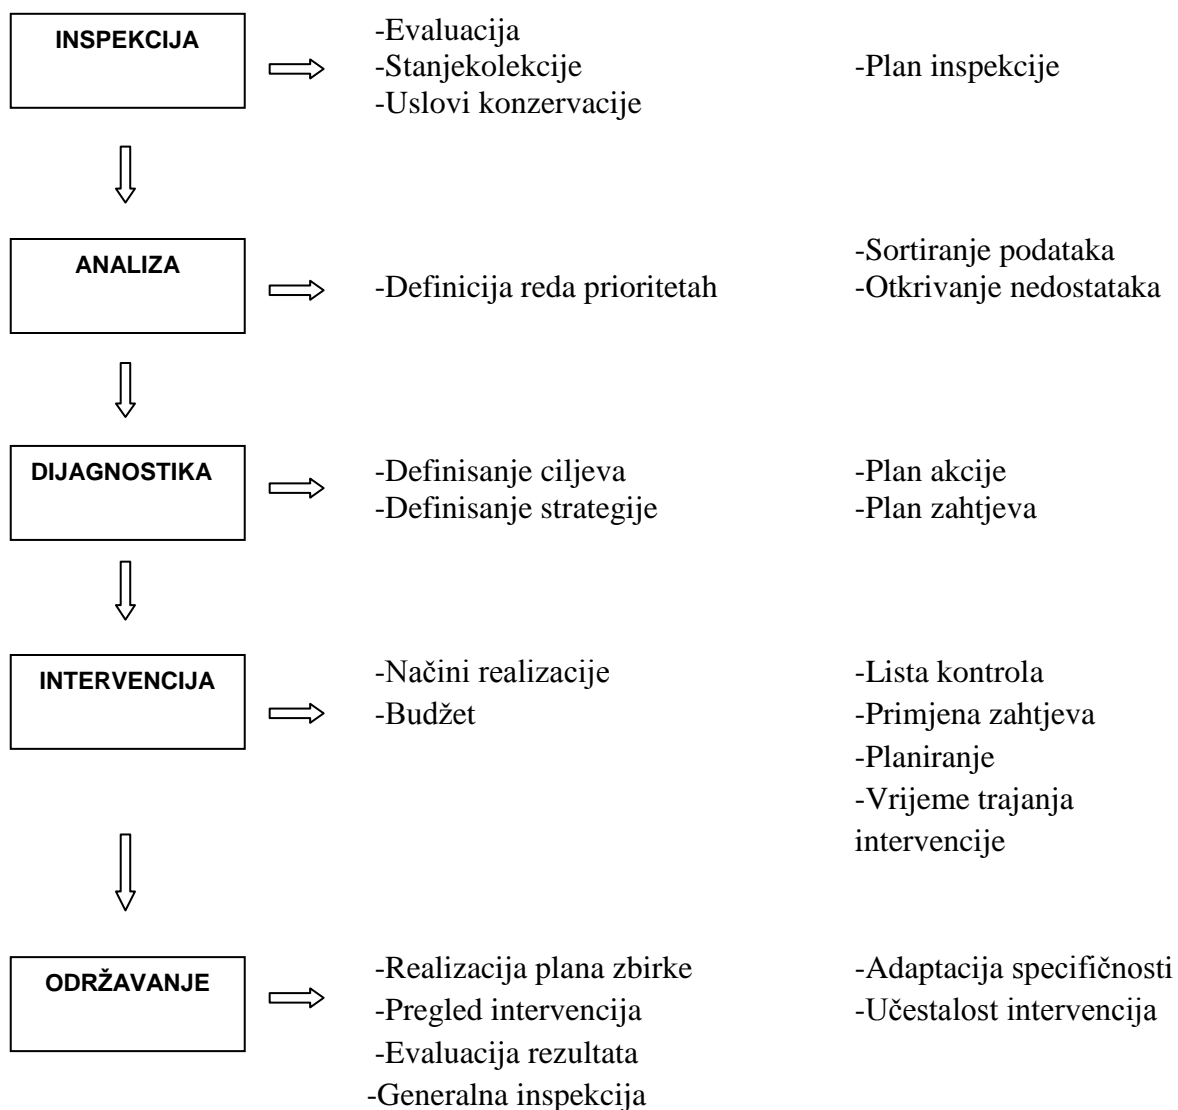 INSPEKCIJA
-Evaluacija
-Stanjekolekcije
-Uslovi konzervacije
-Plan inspekcije
ANALIZA
-Definicija reda prioritetah
-Sortiranje podataka
-Otkrivanje nedostataka
DIJAGNOSTIKA
-Definisanje ciljeva
-Definisanje strategije
-Plan akcije
-Plan zahtjeva
INTERVENCIJA
-Načini realizacije
-Budžet
-Lista kontrola
-Primjena zahtjeva
-Planiranje
-Vrijeme trajanja
intervencije
ODRŽAVANJE
-Realizacija plana zbirke
-Pregled intervencija
-Evaluacija rezultata
-Generalna inspekcija
-Adaptacija specifičnosti
-Učestalost intervencija